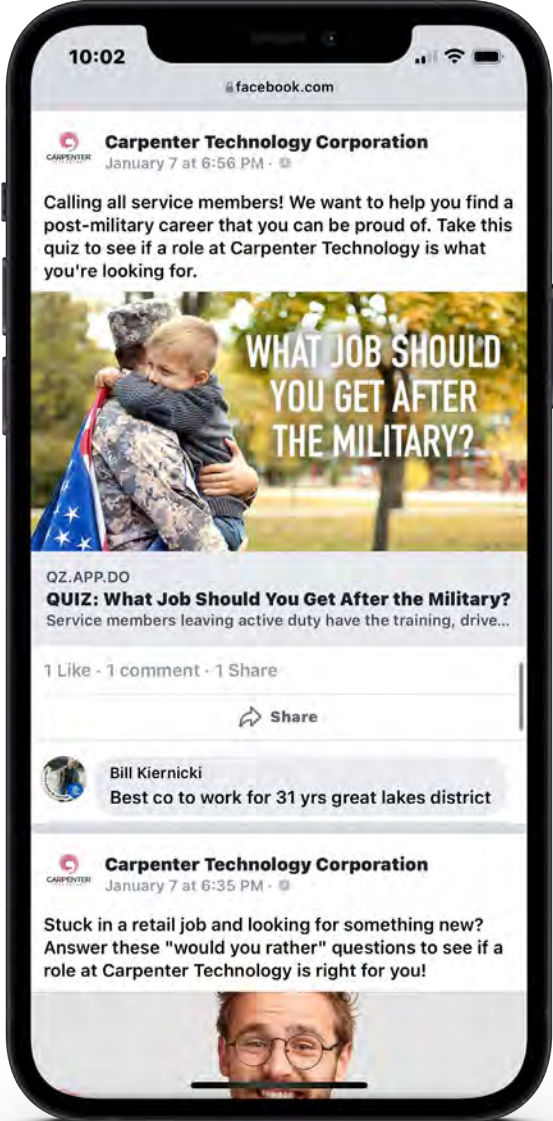 10:02
facebook.com
CARPENTER
Carpenter Technology Corporation
January 7 at 6:56 PM ·
Calling all service members! We want to help you find a
post-military career that you can be proud of. Take this
quiz to see if a role at Carpenter Technology is what
you're looking for.
WHAT JOB SHOULD
YOU GET AFTER
THE MILITARY?
QZ.APP.DO
QUIZ: What Job Should You Get After the Military?
Service members leaving active duty have the training, drive...
1 Like · 1 comment · 1 Share
Share
Bill Kiernicki
Best co to work for 31 yrs great lakes district
CARPENTER
Carpenter Technology Corporation
January 7 at 6:35 PM ·
Stuck in a retail job and looking for something new?
Answer these "would you rather" questions to see if a
role at Carpenter Technology is right for you!